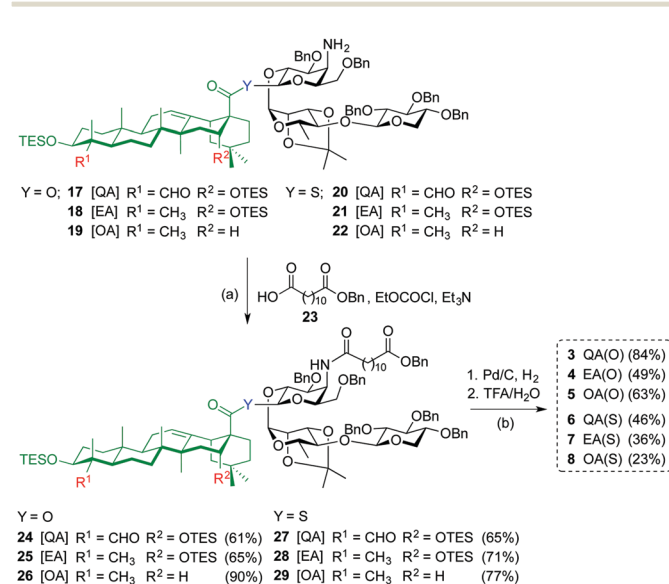 NH₂
BnO
OBn
O
Y
O
O
O
O
O
BnO
OBn
O
O
OBn
TESO
R¹
R²
O
O
Y = O; 17 [QA] R¹ = CHO R² = OTES Y = S; 20 [QA] R¹ = CHO R² = OTES
18 [EA] R¹ = CH₃ R² = OTES 21 [EA] R¹ = CH₃ R² = OTES
19 [OA] R¹ = CH₃ R² = H 22 [OA] R¹ = CH₃ R² = H
(a)
O O
HO ( )₁₀ OBn , EtOCOCl, Et₃N
23
O O
HN ( )₁₀ OBn
BnO
OBn
O
Y
O
O
O
O
O
BnO
OBn
O
O
OBn
TESO
R¹
R²
O
O
1. Pd/C, H₂
2. TFA/H₂O
(b)
3 QA(O) (84%)
4 EA(O) (49%)
5 OA(O) (63%)
6 QA(S) (46%)
7 EA(S) (36%)
8 OA(S) (23%)
Y = O Y = S
24 [QA] R¹ = CHO R² = OTES (61%) 27 [QA] R¹ = CHO R² = OTES (65%)
25 [EA] R¹ = CH₃ R² = OTES (65%) 28 [EA] R¹ = CH₃ R² = OTES (71%)
26 [OA] R¹ = CH₃ R² = H (90%) 29 [OA] R¹ = CH₃ R² = H (77%)